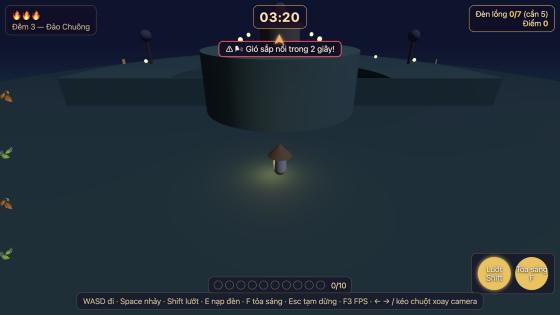 Đêm 3 — Đảo Chuông
03:20
Đèn lồng 0/7 (cần 5)
Điểm 0
⚠ Gió sắp nổi trong 2 giây!
Lướt
Shift
Tỏa sáng
F
0/10
WASD đi · Space nhảy · Shift lướt · E nạp đèn · F tỏa sáng · Esc tạm dừng · F3 FPS · ← → / kéo chuột xoay camera